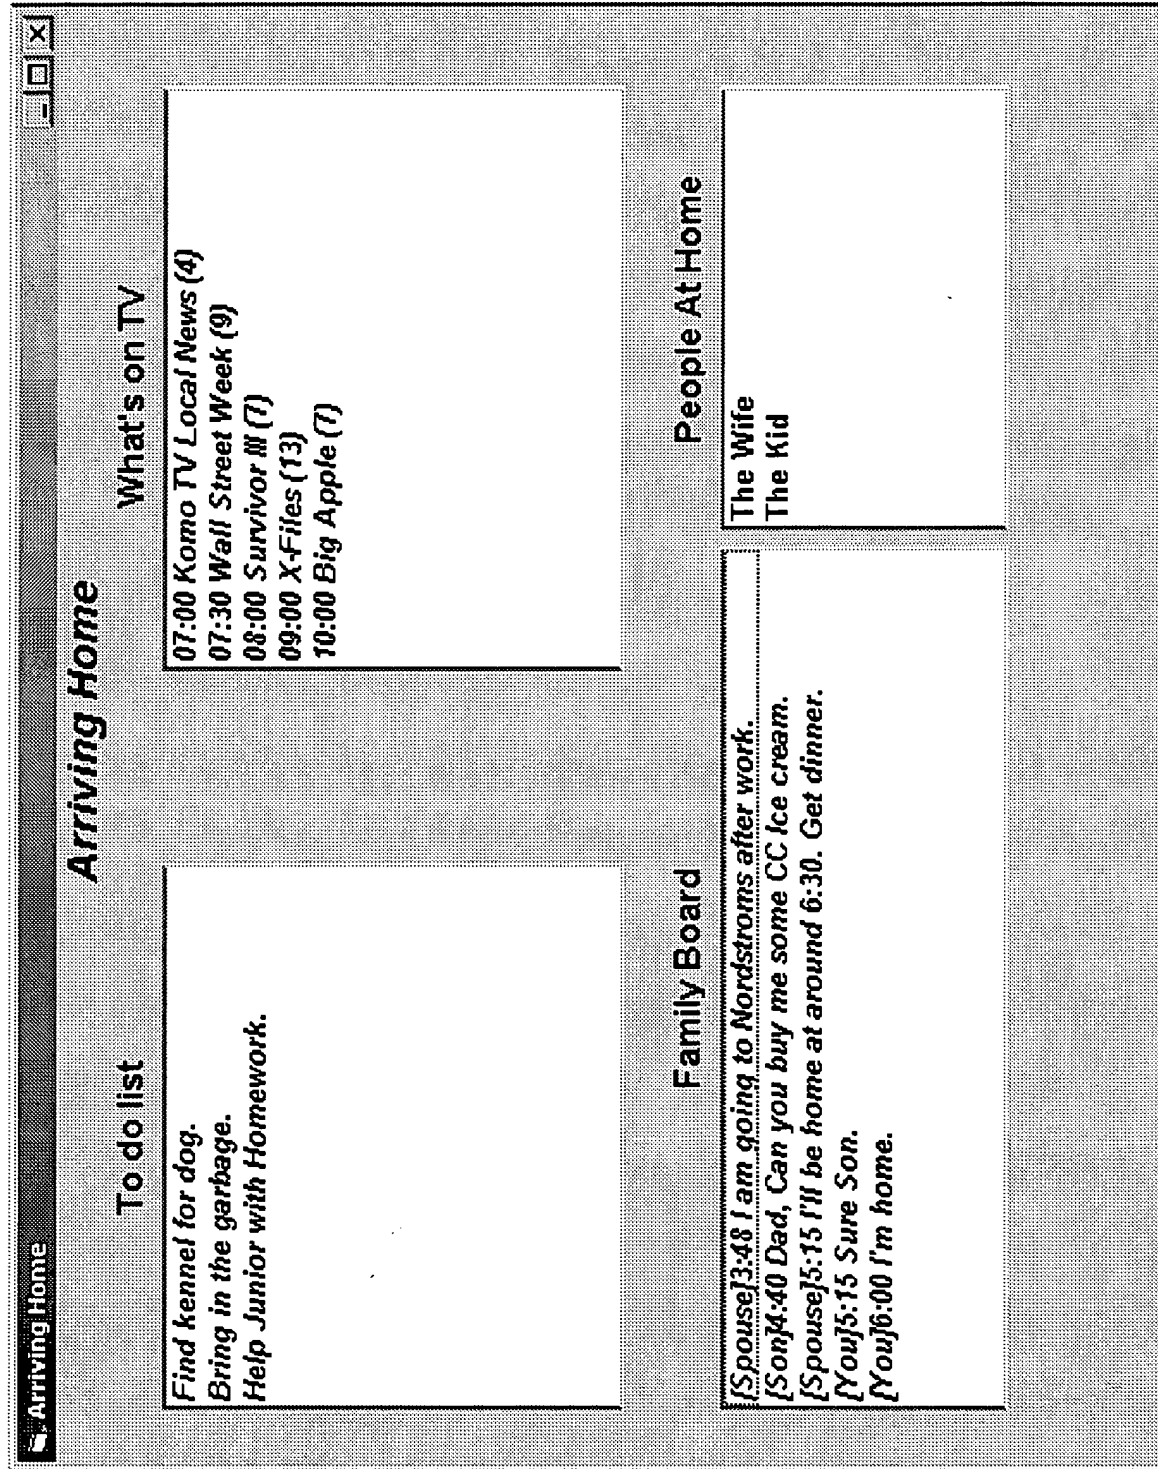 Arriving Home
Arriving Home
To do list
Find kennel for dog.
Bring in the garbage.
Help Junior with Homework.
What's on TV
07:00 Komo TV Local News (4)
07:30 Wall Street Week (9)
08:00 Survivor III (7)
09:00 X-Files (13)
10:00 Big Apple (7)
Family Board
[Spouse]3:48 I am going to Nordstroms after work.
[Son]4:40 Dad, Can you buy me some CC Ice cream.
[Spouse]5:15 I'll be home at around 6:30. Get dinner.
[You]5:15 Sure Son.
[You]6:00 I'm home.
People At Home
The Wife
The Kid